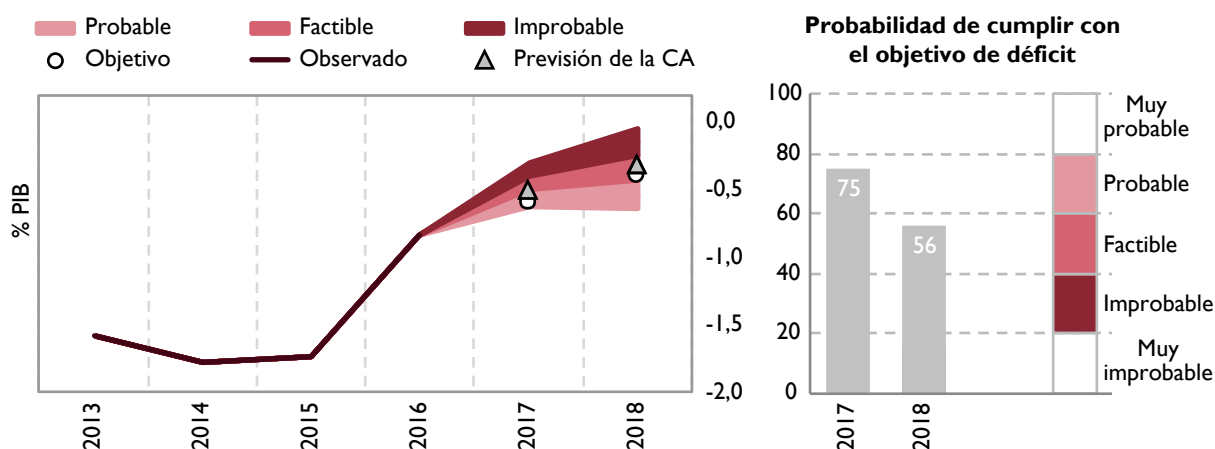 Probable
Factible
Improbable
Objetivo
Observado
Previsión de la CA
% PIB
0,0
-0,5
-1,0
-1,5
-2,0
2013
2014
2015
2016
2017
2018
Probabilidad de cumplir con
el objetivo de déficit
100
80
60
40
20
0
75
56
2017
2018
Muy
probable
Probable
Factible
Improbable
Muy
improbable